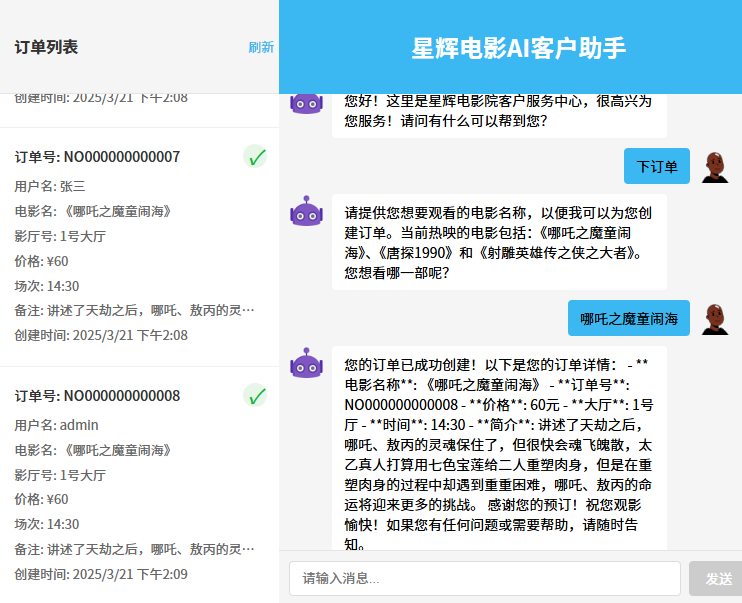 订单列表
刷新
创建时间: 2025/3/21 下午2:08
订单号: NO000000000007
用户名: 张三
电影名: 《哪吒之魔童闹海》
影厅号: 1号大厅
价格: ¥60
场次: 14:30
备注: 讲述了天劫之后，哪吒、敖丙的灵…
创建时间: 2025/3/21 下午2:08
订单号: NO000000000008
用户名: admin
电影名: 《哪吒之魔童闹海》
影厅号: 1号大厅
价格: ¥60
场次: 14:30
备注: 讲述了天劫之后，哪吒、敖丙的灵…
创建时间: 2025/3/21 下午2:09
星辉电影AI客户助手
您好！这里是星辉电影院客户服务中心，很高兴为
您服务！请问有什么可以帮到您？
下订单
请提供您想要观看的电影名称，以便我可以为您创
建订单。当前热映的电影包括：《哪吒之魔童闹
海》、《唐探1990》和《射雕英雄传之侠之大者》。
您想看哪一部呢？
哪吒之魔童闹海
您的订单已成功创建！以下是您的订单详情： - **
电影名称**: 《哪吒之魔童闹海》 - **订单号**:
NO000000000008 - **价格**: 60元 - **大厅**: 1号
厅 - **时间**: 14:30 - **简介**: 讲述了天劫之后，
哪吒、敖丙的灵魂保住了，但很快会魂飞魄散，太
乙真人打算用七色宝莲给二人重塑肉身，但是在重
塑肉身的过程中却遇到重重困难，哪吒、敖丙的命
运将迎来更多的挑战。 感谢您的预订！祝您观影
愉快！如果您有任何问题或需要帮助，请随时告
知。
请输入消息...
发送